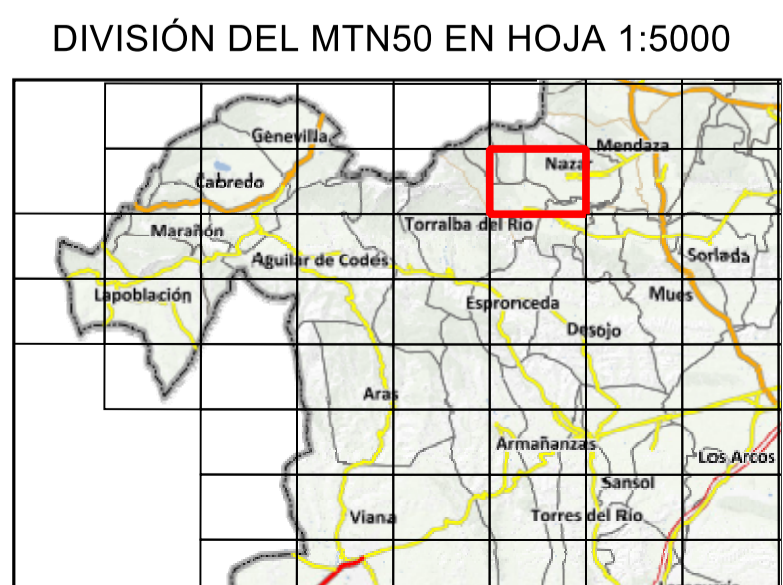 DIVISIÓN DEL MTN50 EN HOJA 1:5000
Genevilla
Mendaza
Nazar
Cabredo
Torralba del Río
Marañón
Aguilar de Codés
Sorlada
Lapoblación
Mues
Espronceda
Desojo
Aras
Armañanzas
Los Arcos
Sansol
Viana
Torres del Río